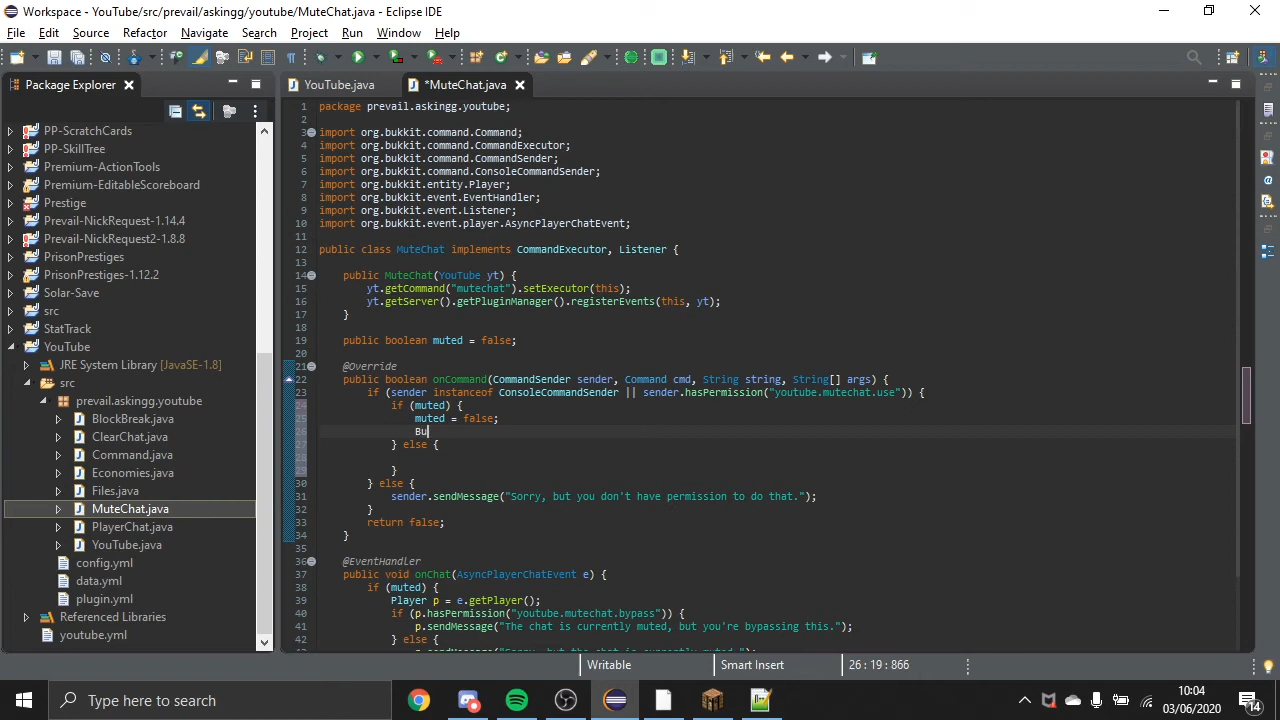 Workspace - YouTube/src/prevail/askingg/youtube/MuteChat.java - Eclipse IDE
File Edit Source Refactor Navigate Search Project Run Window Help
Package Explorer
PP-ScratchCards
PP-SkillTree
Premium-ActionTools
Premium-EditableScoreboard
Prestige
Prevail-NickRequest-1.14.4
Prevail-NickRequest2-1.8.8
PrisonPrestiges
PrisonPrestiges-1.12.2
Solar-Save
src
StatTrack
YouTube
JRE System Library [JavaSE-1.8]
src
prevail.askingg.youtube
BlockBreak.java
ClearChat.java
Command.java
Economies.java
Files.java
MuteChat.java
PlayerChat.java
YouTube.java
config.yml
data.yml
plugin.yml
Referenced Libraries
youtube.yml
YouTube.java *MuteChat.java
1 package prevail.askingg.youtube;
2
3 import org.bukkit.command.Command;
4 import org.bukkit.command.CommandExecutor;
5 import org.bukkit.command.CommandSender;
6 import org.bukkit.command.ConsoleCommandSender;
7 import org.bukkit.entity.Player;
8 import org.bukkit.event.EventHandler;
9 import org.bukkit.event.Listener;
10 import org.bukkit.event.player.AsyncPlayerChatEvent;
11
12 public class MuteChat implements CommandExecutor, Listener {
13
14 public MuteChat(YouTube yt) {
15 yt.getCommand("mutechat").setExecutor(this);
16 yt.getServer().getPluginManager().registerEvents(this, yt);
17 }
18
19 public boolean muted = false;
20
21 @Override
22 public boolean onCommand(CommandSender sender, Command cmd, String string, String[] args) {
23 if (sender instanceof ConsoleCommandSender || sender.hasPermission("youtube.mutechat.use")) {
24 if (muted) {
25 muted = false;
26 Bu
27 } else {
28
29 }
30 } else {
31 sender.sendMessage("Sorry, but you don't have permission to do that.");
32 }
33 return false;
34 }
35
36 @EventHandler
37 public void onChat(AsyncPlayerChatEvent e) {
38 if (muted) {
39 Player p = e.getPlayer();
40 if (p.hasPermission("youtube.mutechat.bypass")) {
41 p.sendMessage("The chat is currently muted, but you're bypassing this.");
42 } else {
Writable Smart Insert 26 : 19 : 866
Type here to search
10:04
03/06/2020
14